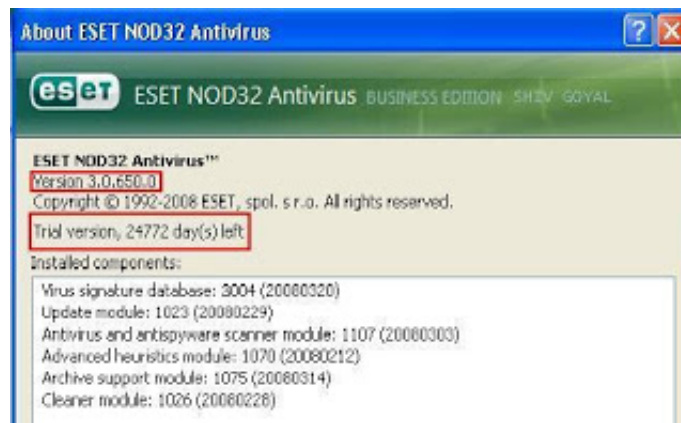 About ESET NOD32 Antivirus
eset ESET NOD32 Antivirus BUSINESS EDITION SHIV GOYAL
ESET NOD32 Antivirus™
Version 3.0.650.0
Copyright © 1992-2008 ESET, spol. s r.o. All rights reserved.
Trial version, 24772 day(s) left
Installed components:
Virus signature database: 3004 (20080320)
Update module: 1023 (20080229)
Antivirus and antispyware scanner module: 1107 (20080303)
Advanced heuristics module: 1070 (20080212)
Archive support module: 1075 (20080314)
Cleaner module: 1026 (20080228)